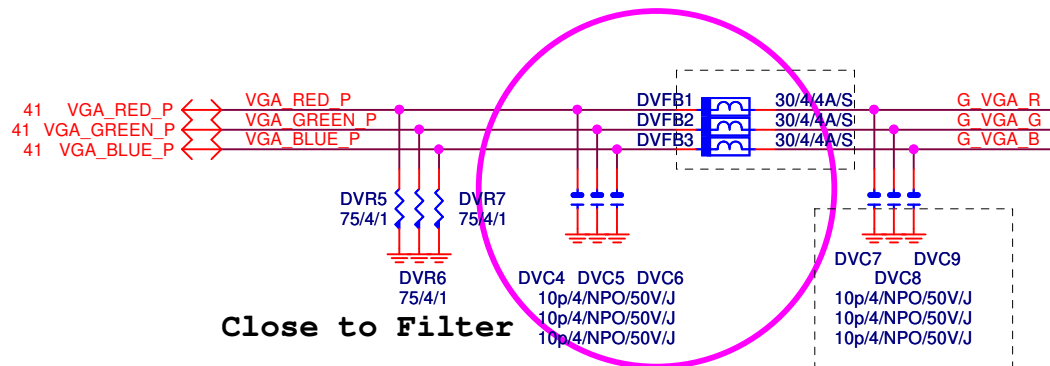 41 VGA_RED_P VGA_RED_P DVFB1 30/4/4A/S G_VGA_R
41 VGA_GREEN_P VGA_GREEN_P DVFB2 30/4/4A/S G_VGA_G
41 VGA_BLUE_P VGA_BLUE_P DVFB3 30/4/4A/S G_VGA_B
DVR5 DVR7
75/4/1 75/4/1
DVC7 DVC9
DVR6 DVC4 DVC5 DVC6 DVC8
75/4/1 10p/4/NPO/50V/J 10p/4/NPO/50V/J
10p/4/NPO/50V/J 10p/4/NPO/50V/J
Close to Filter
10p/4/NPO/50V/J 10p/4/NPO/50V/J